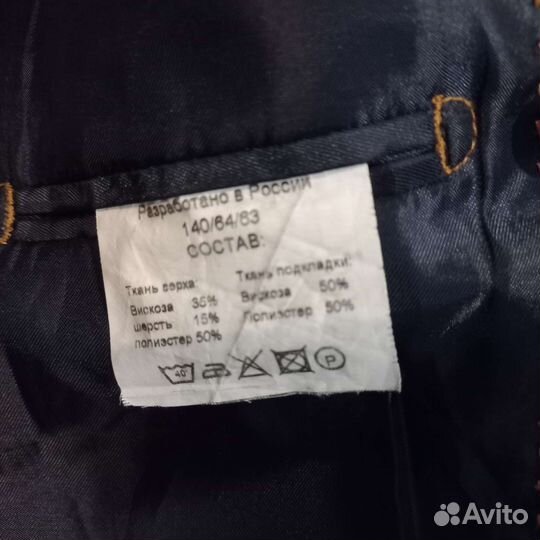 Разработано в России
140/64/63
СОСТАВ:
Ткань верха:
Вискоза 35%
шерсть 15%
полиэстер 50%
Ткань подкладки:
Вискоза 50%
Полиэстер 50%
40
P
Avito